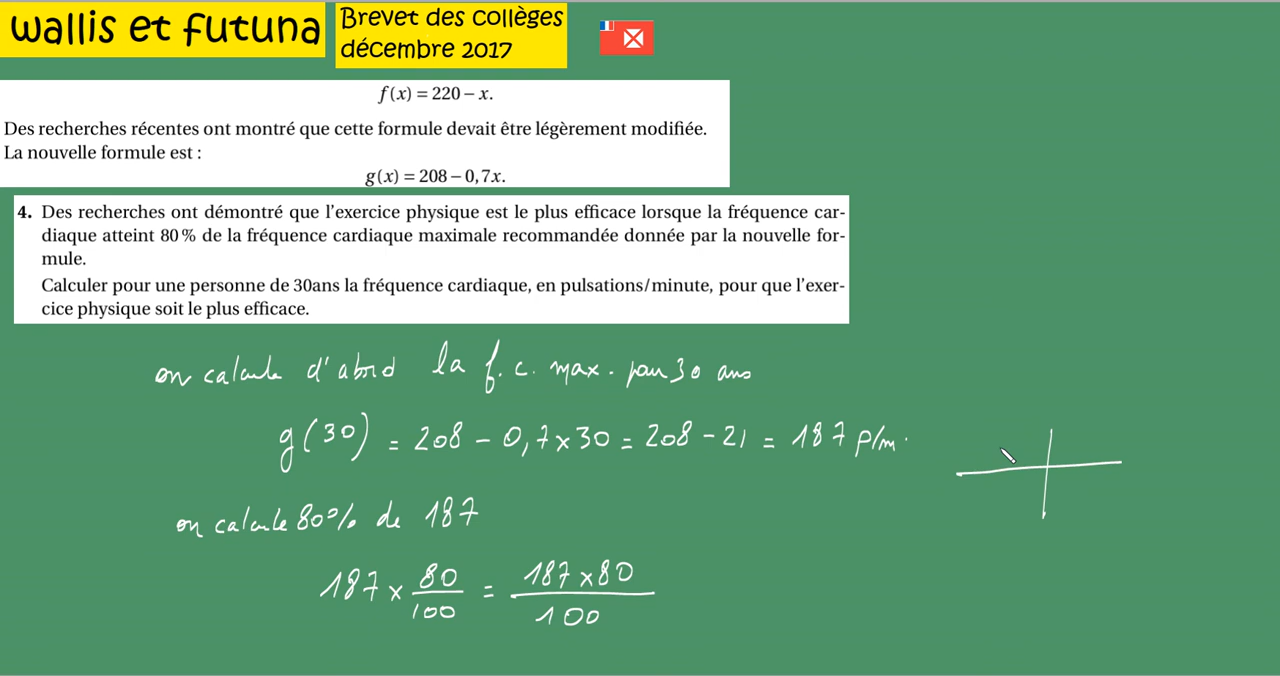 wallis et futuna
Brevet des collèges
décembre 2017
f(x) = 220 − x.
Des recherches récentes ont montré que cette formule devait être légèrement modifiée.
La nouvelle formule est :
g(x) = 208 − 0,7x.
4. Des recherches ont démontré que l'exercice physique est le plus efficace lorsque la fréquence car-
diaque atteint 80 % de la fréquence cardiaque maximale recommandée donnée par la nouvelle for-
mule.
Calculer pour une personne de 30ans la fréquence cardiaque, en pulsations/minute, pour que l'exer-
cice physique soit le plus efficace.
on calcule d'abord la f. c. max. pour 30 ans
g(30) = 208 - 0,7×30 = 208 - 21 = 187 p/m.
on calcule 80% de 187
187 × 80/100 = 187×80/100